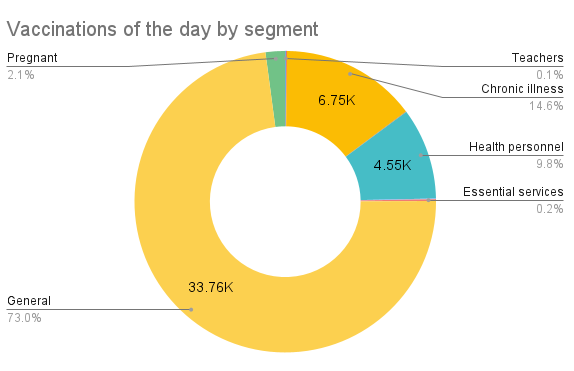 Vaccinations of the day by segment
Pregnant
2.1%
Teachers
0.1%
Chronic illness
14.6%
6.75K
Health personnel
9.8%
4.55K
Essential services
0.2%
33.76K
General
73.0%